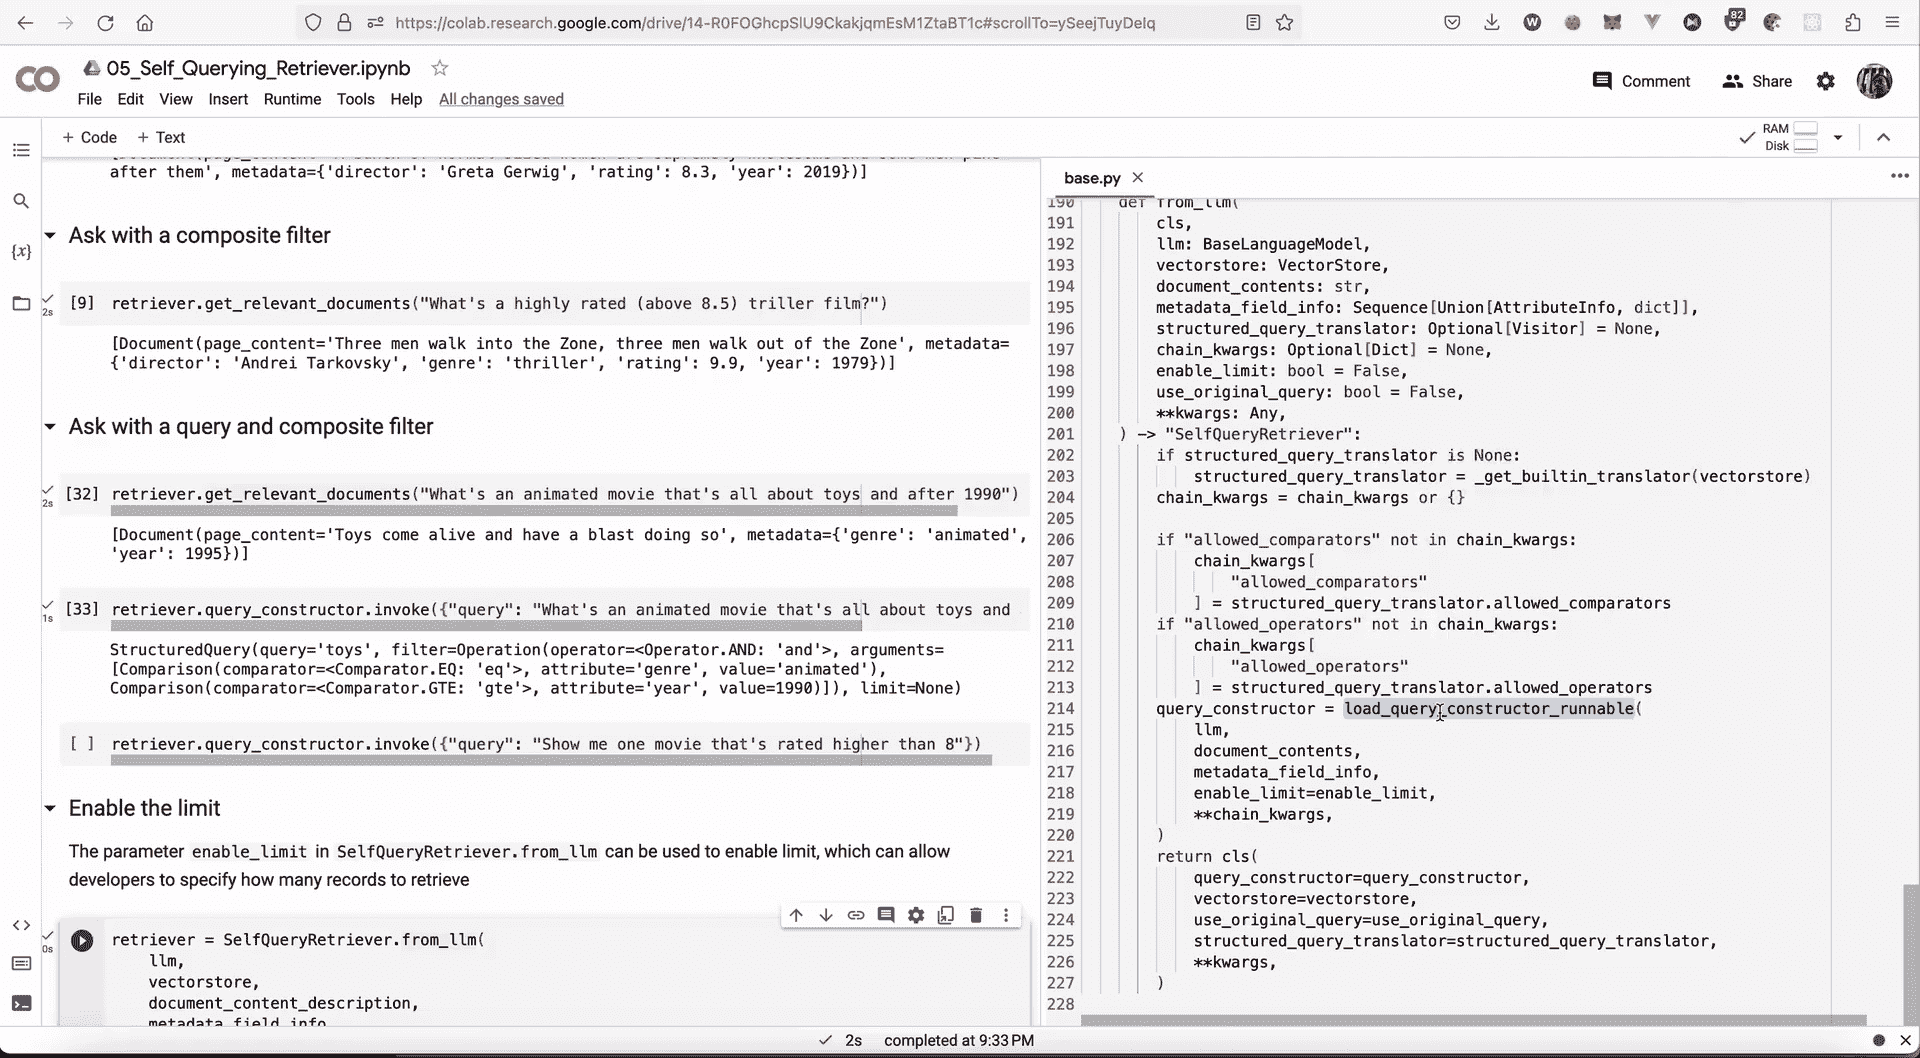 https://colab.research.google.com/drive/14-R0FOGhcpSlU9CkakjqmEsM1ZtaBT1c#scrollTo=ySeejTuyDelq
82
CO
05_Self_Querying_Retriever.ipynb
Comment
Share
File Edit View Insert Runtime Tools Help All changes saved
+ Code + Text
RAM
Disk
after them', metadata={'director': 'Greta Gerwig', 'rating': 8.3, 'year': 2019})]
Ask with a composite filter
[9] retriever.get_relevant_documents("What's a highly rated (above 8.5) triller film?")
2s
[Document(page_content='Three men walk into the Zone, three men walk out of the Zone', metadata=
{'director': 'Andrei Tarkovsky', 'genre': 'thriller', 'rating': 9.9, 'year': 1979})]
Ask with a query and composite filter
[32] retriever.get_relevant_documents("What's an animated movie that's all about toys and after 1990")
2s
[Document(page_content='Toys come alive and have a blast doing so', metadata={'genre': 'animated',
'year': 1995})]
[33] retriever.query_constructor.invoke({"query": "What's an animated movie that's all about toys and
1s
StructuredQuery(query='toys', filter=Operation(operator=<Operator.AND: 'and'>, arguments=
[Comparison(comparator=<Comparator.EQ: 'eq'>, attribute='genre', value='animated'),
Comparison(comparator=<Comparator.GTE: 'gte'>, attribute='year', value=1990)]), limit=None)
[ ] retriever.query_constructor.invoke({"query": "Show me one movie that's rated higher than 8"})
Enable the limit
The parameter enable_limit in SelfQueryRetriever.from_llm can be used to enable limit, which can allow
developers to specify how many records to retrieve
0s
retriever = SelfQueryRetriever.from_llm(
llm,
vectorstore,
document_content_description,
metadata_field_info,
base.py
190 def from_llm(
191 cls,
192 llm: BaseLanguageModel,
193 vectorstore: VectorStore,
194 document_contents: str,
195 metadata_field_info: Sequence[Union[AttributeInfo, dict]],
196 structured_query_translator: Optional[Visitor] = None,
197 chain_kwargs: Optional[Dict] = None,
198 enable_limit: bool = False,
199 use_original_query: bool = False,
200 **kwargs: Any,
201 ) -> "SelfQueryRetriever":
202 if structured_query_translator is None:
203 structured_query_translator = _get_builtin_translator(vectorstore)
204 chain_kwargs = chain_kwargs or {}
205
206 if "allowed_comparators" not in chain_kwargs:
207 chain_kwargs[
208 "allowed_comparators"
209 ] = structured_query_translator.allowed_comparators
210 if "allowed_operators" not in chain_kwargs:
211 chain_kwargs[
212 "allowed_operators"
213 ] = structured_query_translator.allowed_operators
214 query_constructor = load_query_constructor_runnable(
215 llm,
216 document_contents,
217 metadata_field_info,
218 enable_limit=enable_limit,
219 **chain_kwargs,
220 )
221 return cls(
222 query_constructor=query_constructor,
223 vectorstore=vectorstore,
224 use_original_query=use_original_query,
225 structured_query_translator=structured_query_translator,
226 **kwargs,
227 )
228
2s completed at 9:33 PM